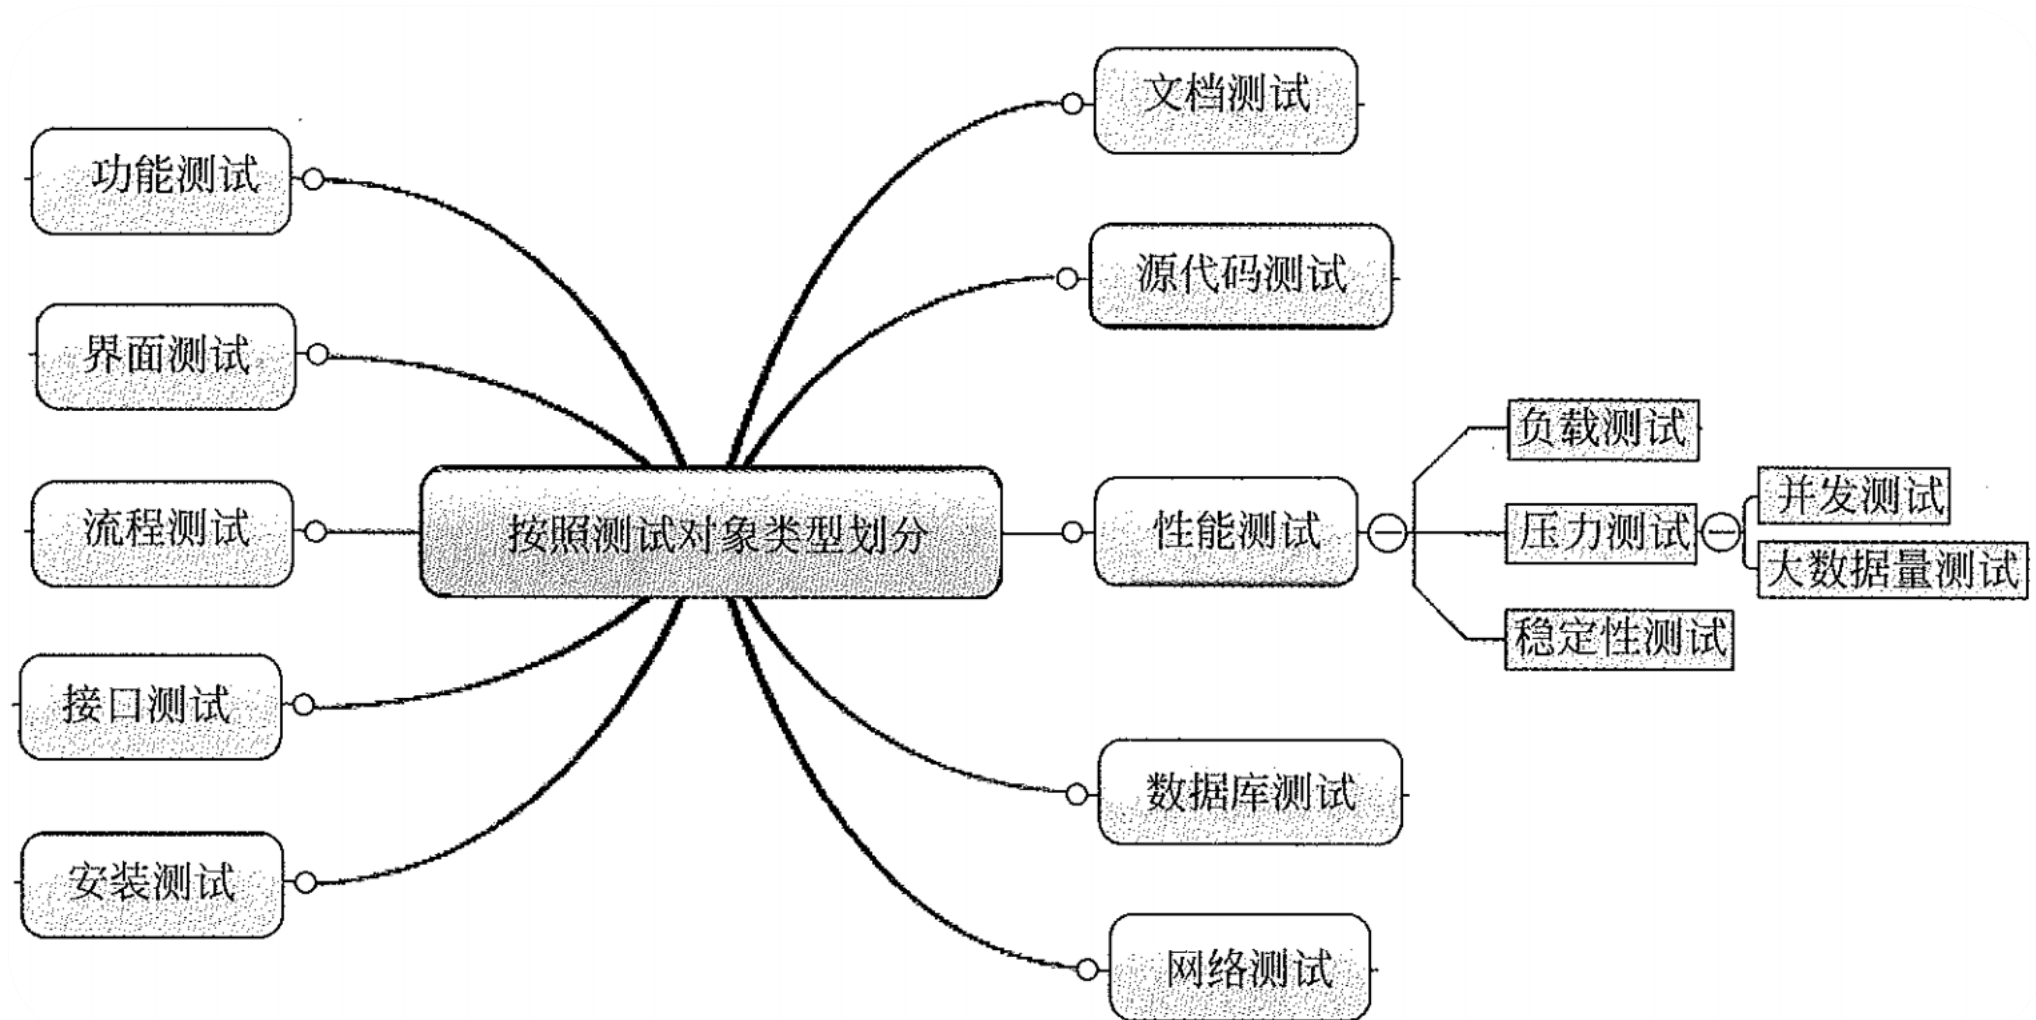 文档测试
功能测试
源代码测试
界面测试
负载测试
并发测试
流程测试
按照测试对象类型划分
性能测试
压力测试
大数据量测试
稳定性测试
接口测试
数据库测试
安装测试
网络测试